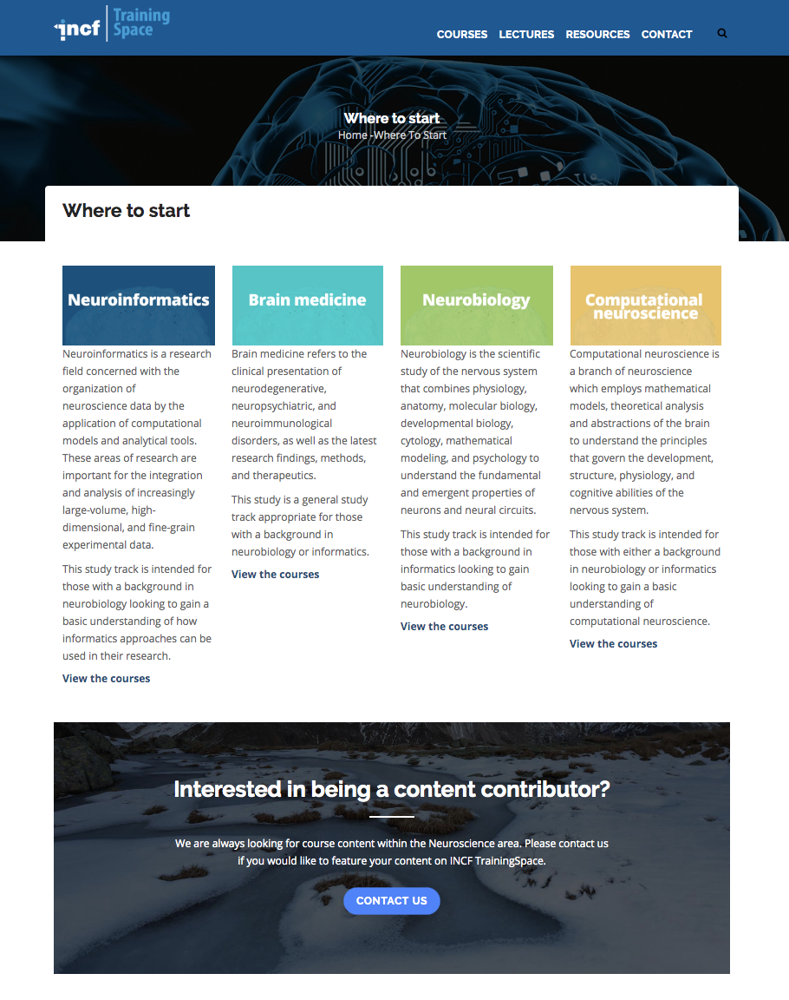 incf
Training
Space
COURSES LECTURES RESOURCES CONTACT
Where to start
Home -Where To Start
Where to start
Neuroinformatics
Neuroinformatics is a research
field concerned with the
organization of
neuroscience data by the
application of computational
models and analytical tools.
These areas of research are
important for the integration
and analysis of increasingly
large-volume, high-
dimensional, and fine-grain
experimental data.
This study track is intended for
those with a background in
neurobiology looking to gain a
basic understanding of how
informatics approaches can be
used in their research.
View the courses
Brain medicine
Brain medicine refers to the
clinical presentation of
neurodegenerative,
neuropsychiatric, and
neuroimmunological
disorders, as well as the latest
research findings, methods,
and therapeutics.
This study is a general study
track appropriate for those
with a background in
neurobiology or informatics.
View the courses
Neurobiology
Neurobiology is the scientific
study of the nervous system
that combines physiology,
anatomy, molecular biology,
developmental biology,
cytology, mathematical
modeling, and psychology to
understand the fundamental
and emergent properties of
neurons and neural circuits.
This study track is intended for
those with a background in
informatics looking to gain
basic understanding of
neurobiology.
View the courses
Computational
neuroscience
Computational neuroscience is
a branch of neuroscience
which employs mathematical
models, theoretical analysis
and abstractions of the brain
to understand the principles
that govern the development,
structure, physiology, and
cognitive abilities of the
nervous system.
This study track is intended for
those with either a background
in neurobiology or informatics
looking to gain a basic
understanding of
computational neuroscience.
View the courses
Interested in being a content contributor?
We are always looking for course content within the Neuroscience area. Please contact us
if you would like to feature your content on INCF TrainingSpace.
CONTACT US